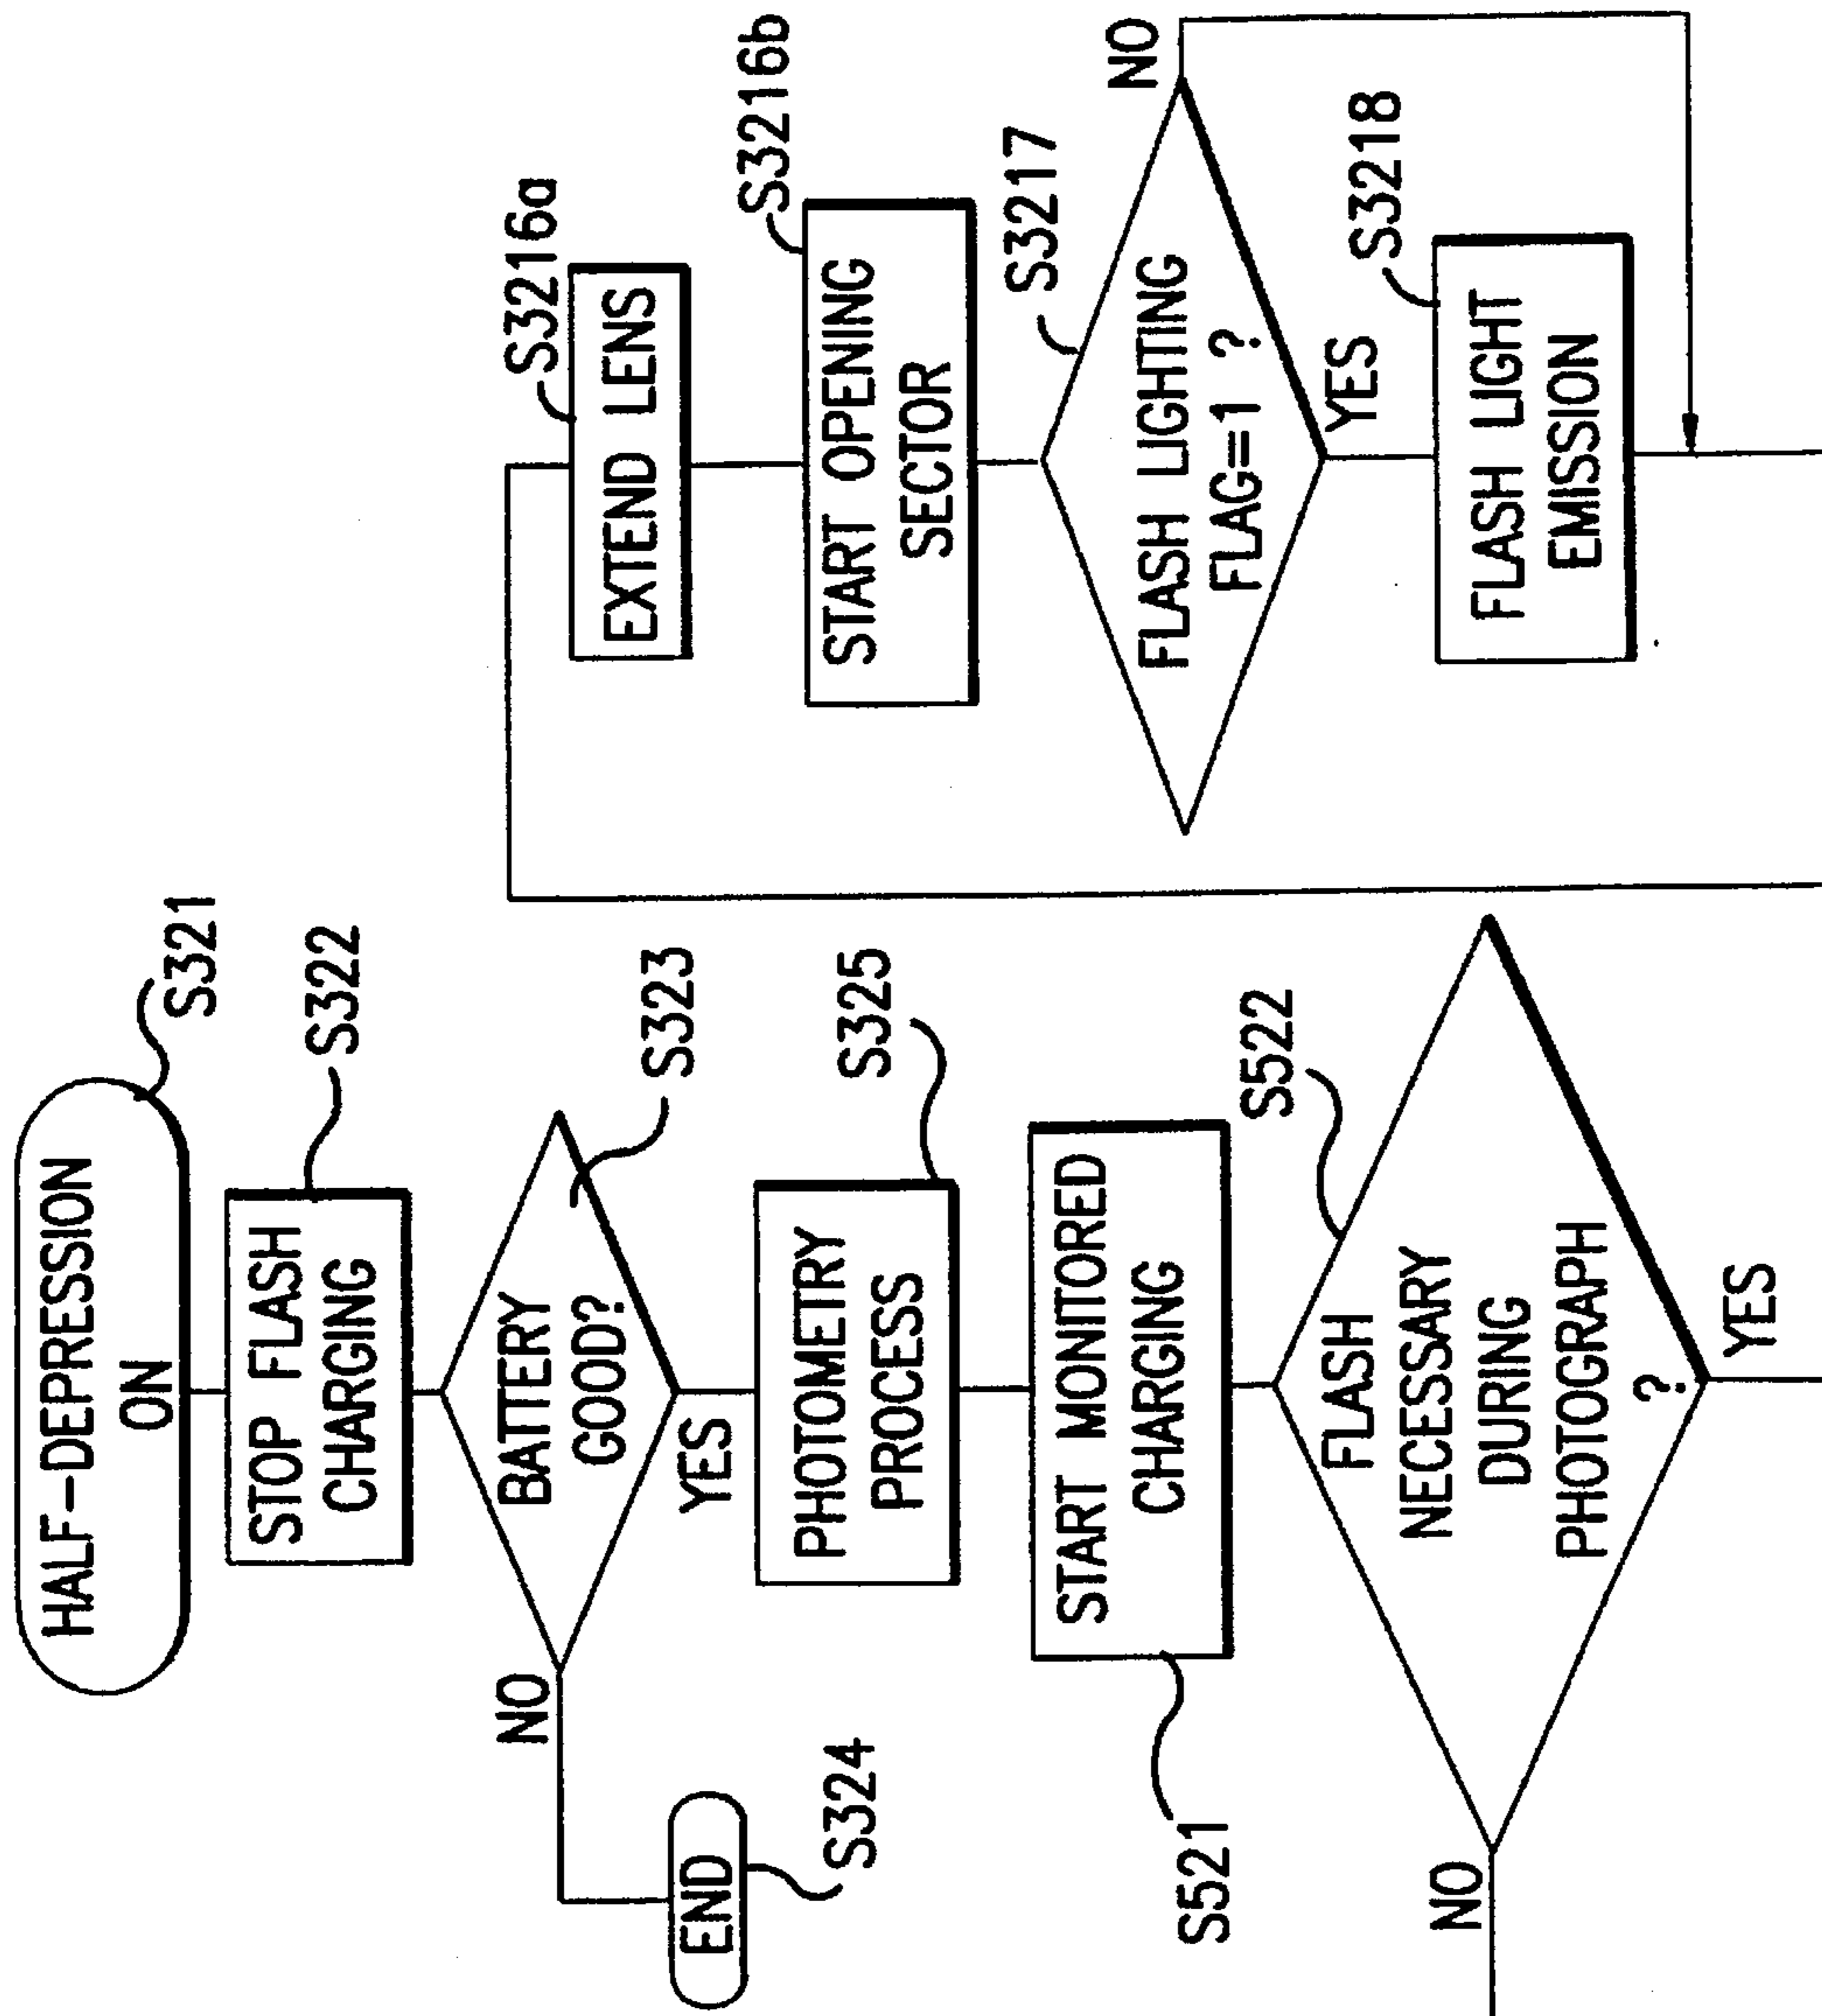 HALF-DEPRESSION
ON
S321
STOP FLASH
CHARGING
S322
BATTERY
GOOD?
S323
NO
YES
END
S324
PHOTOMETRY
PROCESS
S325
START MONITORED
CHARGING
S521
FLASH
NECESSARY
DURING
PHOTOGRAPH
?
S522
NO
YES
EXTEND LENS
S3216a
START OPENING
SECTOR
S3216b
FLASH LIGHTING
FLAG=1 ?
S3217
NO
YES
FLASH LIGHT
EMISSION
S3218